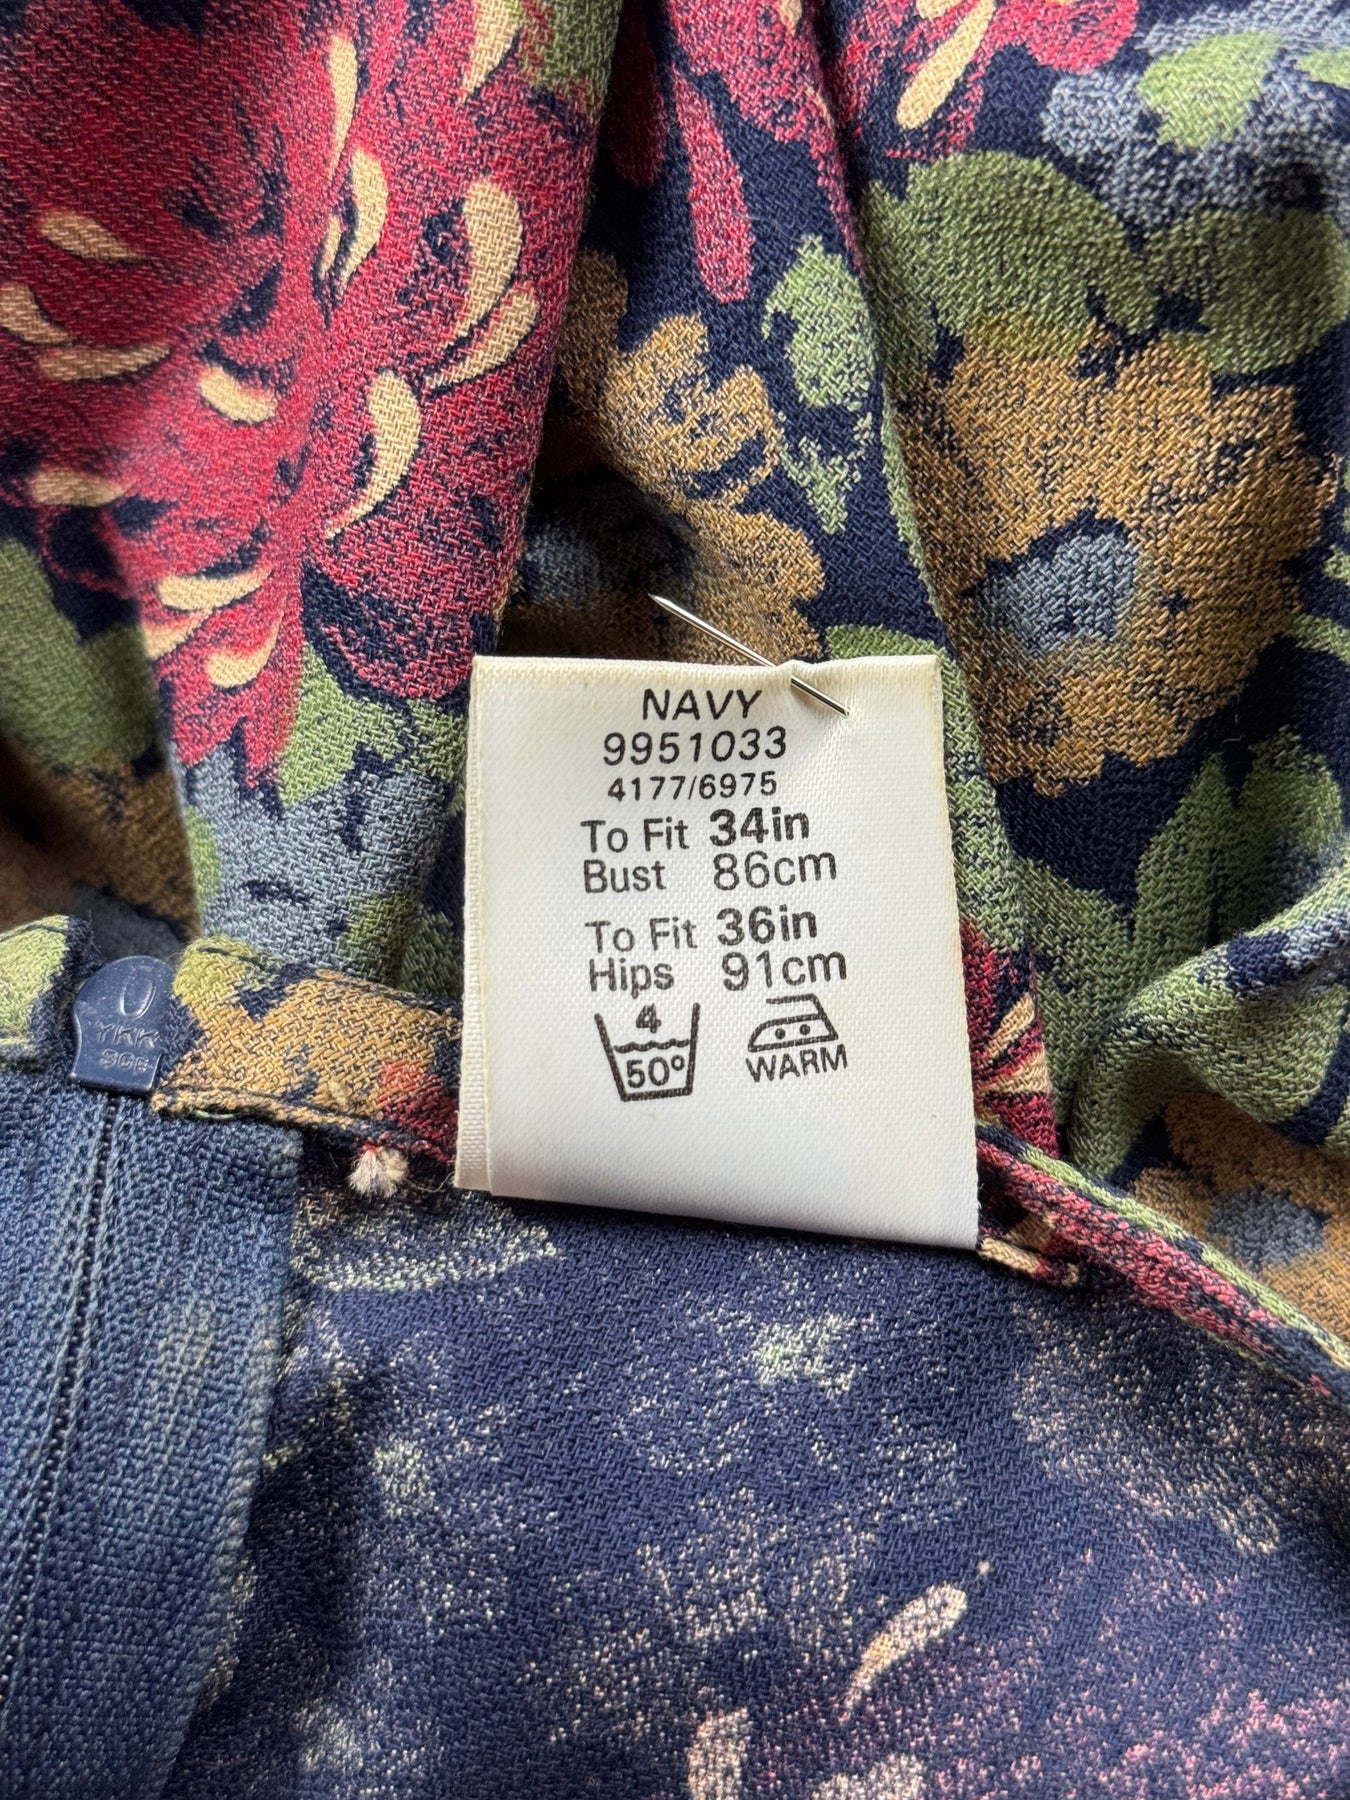 NAVY
9951033
4177/6975
To Fit 34in
Bust 86cm
To Fit 36in
Hips 91cm
4
50°
WARM
YKK